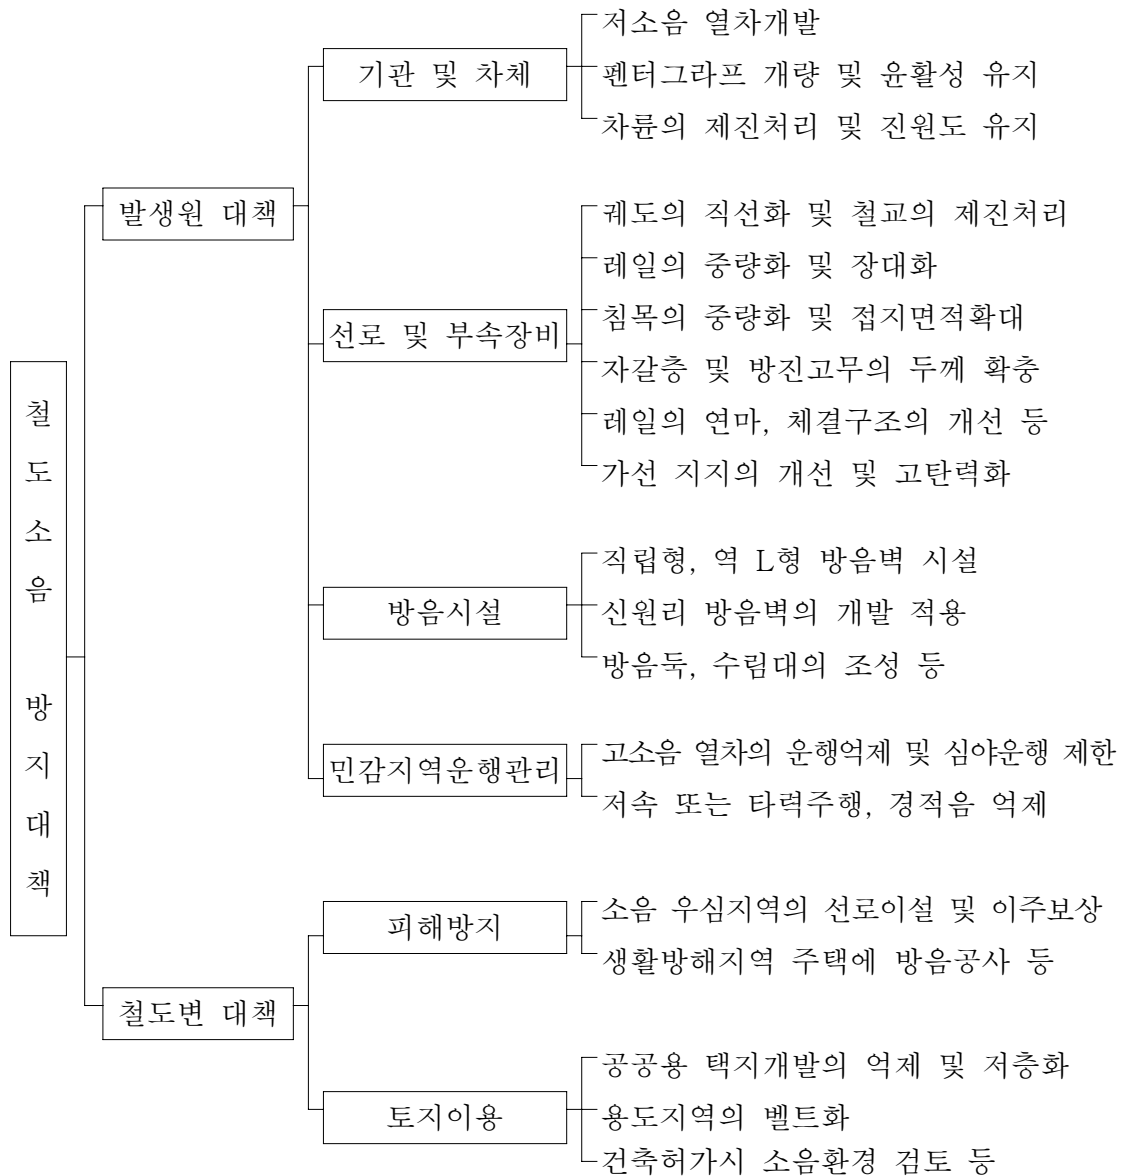 철도소음 방지대책
발생원 대책
기관 및 차체
저소음 열차개발
펜터그라프 개량 및 윤활성 유지
차륜의 제진처리 및 진원도 유지
선로 및 부속장비
궤도의 직선화 및 철교의 제진처리
레일의 중량화 및 장대화
침목의 중량화 및 접지면적확대
자갈층 및 방진고무의 두께 확충
레일의 연마, 체결구조의 개선 등
가선 지지의 개선 및 고탄력화
방음시설
직립형, 역 L형 방음벽 시설
신원리 방음벽의 개발 적용
방음둑, 수림대의 조성 등
민감지역운행관리
고소음 열차의 운행억제 및 심야운행 제한
저속 또는 타력주행, 경적음 억제
철도변 대책
피해방지
소음 우심지역의 선로이설 및 이주보상
생활방해지역 주택에 방음공사 등
토지이용
공공용 택지개발의 억제 및 저층화
용도지역의 벨트화
건축허가시 소음환경 검토 등